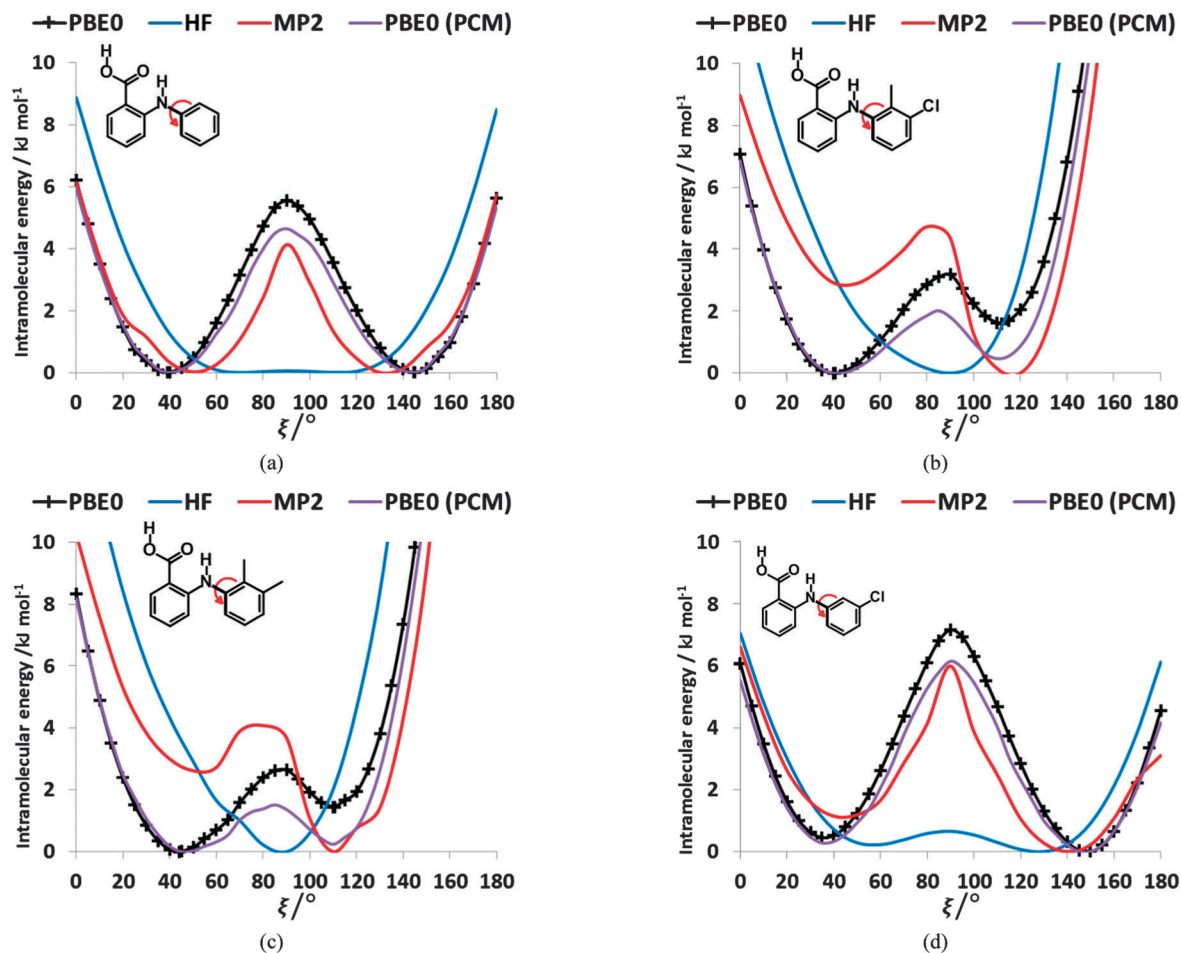 PBE0 HF MP2 PBE0 (PCM)
Intramolecular energy / kJ mol-1
10
8
6
4
2
0
0 20 40 60 80 100 120 140 160 180
ξ/°
H
O O
H
N
(a)
PBE0 HF MP2 PBE0 (PCM)
Intramolecular energy / kJ mol-1
10
8
6
4
2
0
0 20 40 60 80 100 120 140 160 180
ξ/°
H
O O
H
N
Cl
(b)
PBE0 HF MP2 PBE0 (PCM)
Intramolecular energy /kJ mol-1
10
8
6
4
2
0
0 20 40 60 80 100 120 140 160 180
ξ/°
H
O O
H
N
(c)
PBE0 HF MP2 PBE0 (PCM)
Intramolecular energy / kJ mol-1
10
8
6
4
2
0
0 20 40 60 80 100 120 140 160 180
ξ/°
H
O O
H
N
Cl
(d)